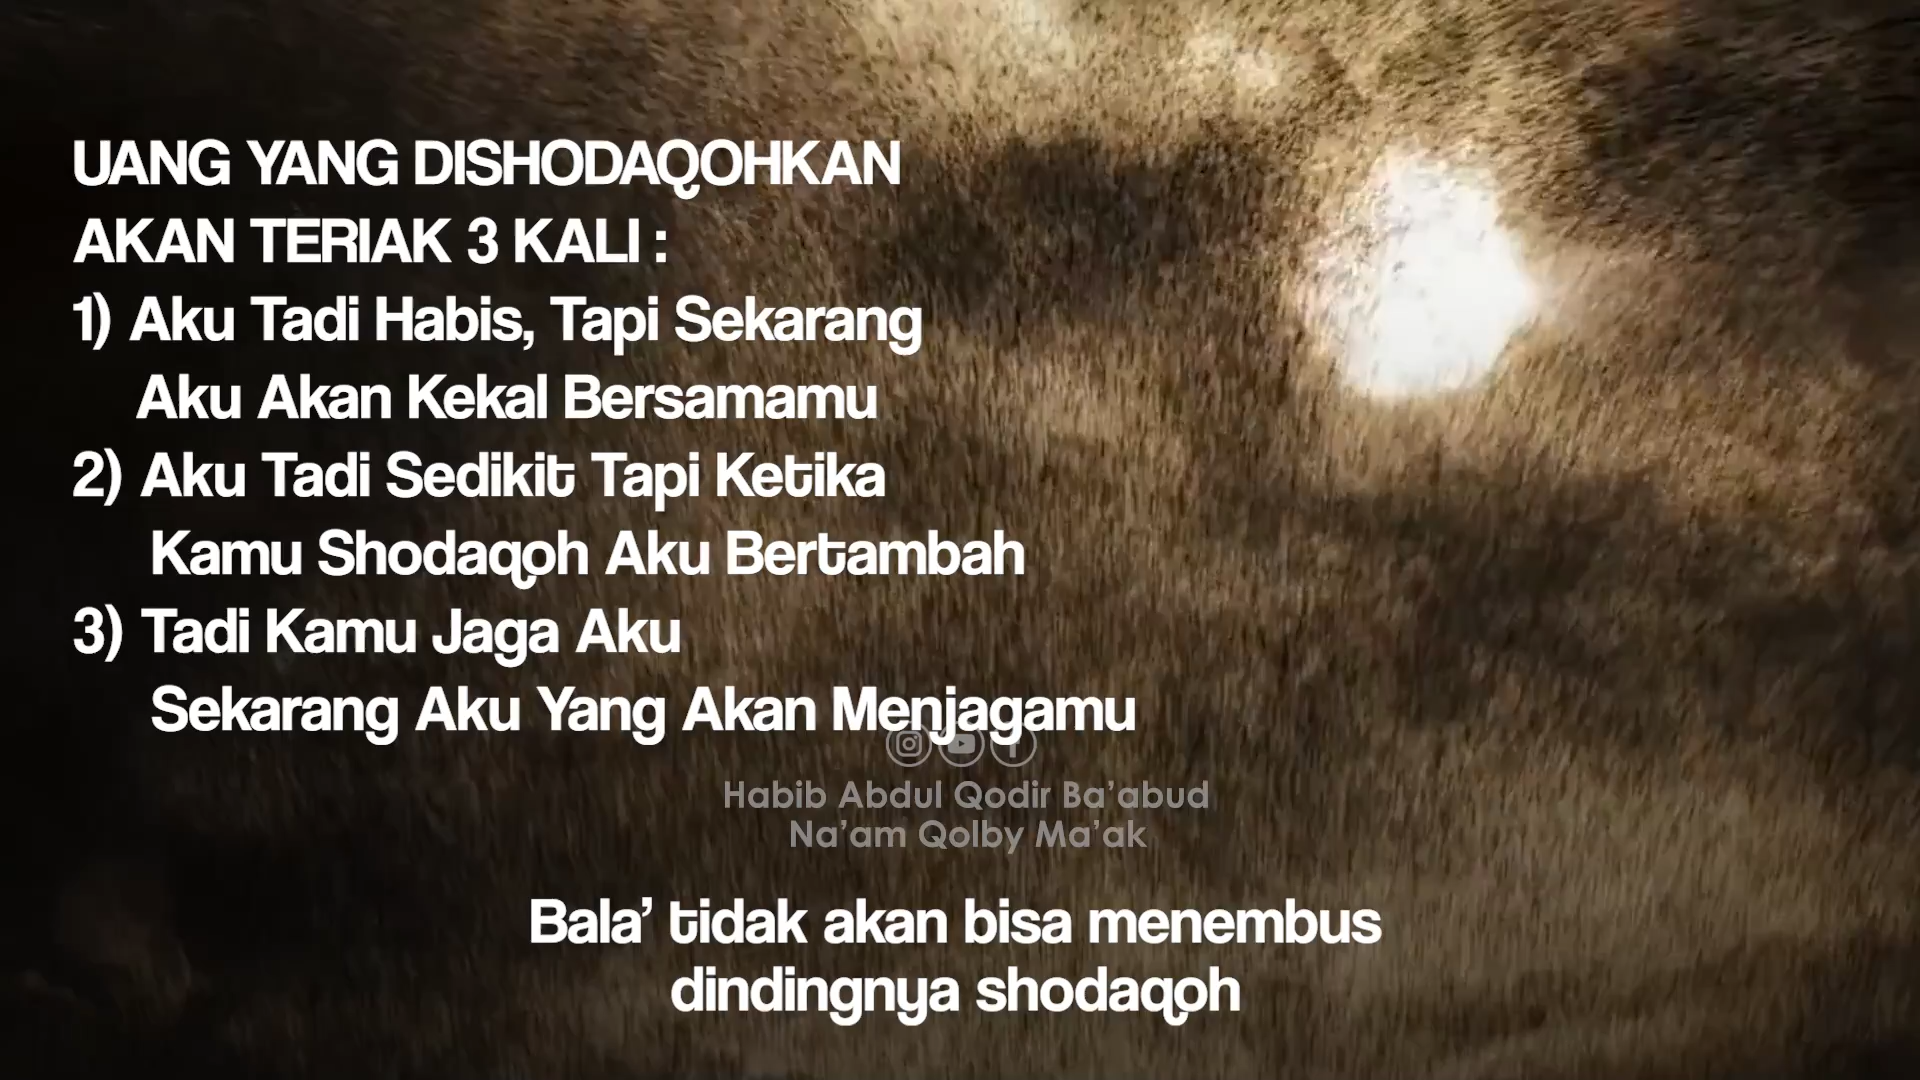 UANG YANG DISHODAQOHKAN
AKAN TERIAK 3 KALI :
1) Aku Tadi Habis, Tapi Sekarang
Aku Akan Kekal Bersamamu
2) Aku Tadi Sedikit Tapi Ketika
Kamu Shodaqoh Aku Bertambah
3) Tadi Kamu Jaga Aku
Sekarang Aku Yang Akan Menjagamu
Habib Abdul Qodir Ba’abud
Na’am Qolby Ma’ak
Bala’ tidak akan bisa menembus
dindingnya shodaqoh